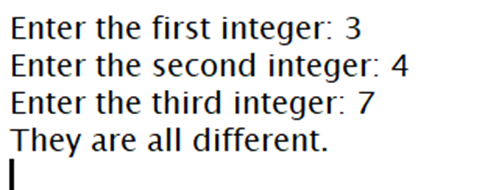 Enter the first integer: 3
Enter the second integer: 4
Enter the third integer: 7
They are all different.